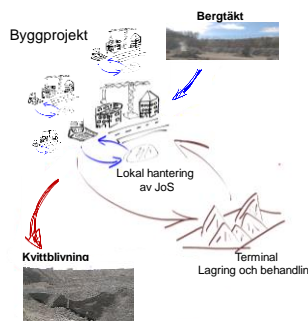 Bergtäkt
Byggprojekt
Lokal hantering
av JoS
Kvittblivning
Terminal
Lagring och behandlin